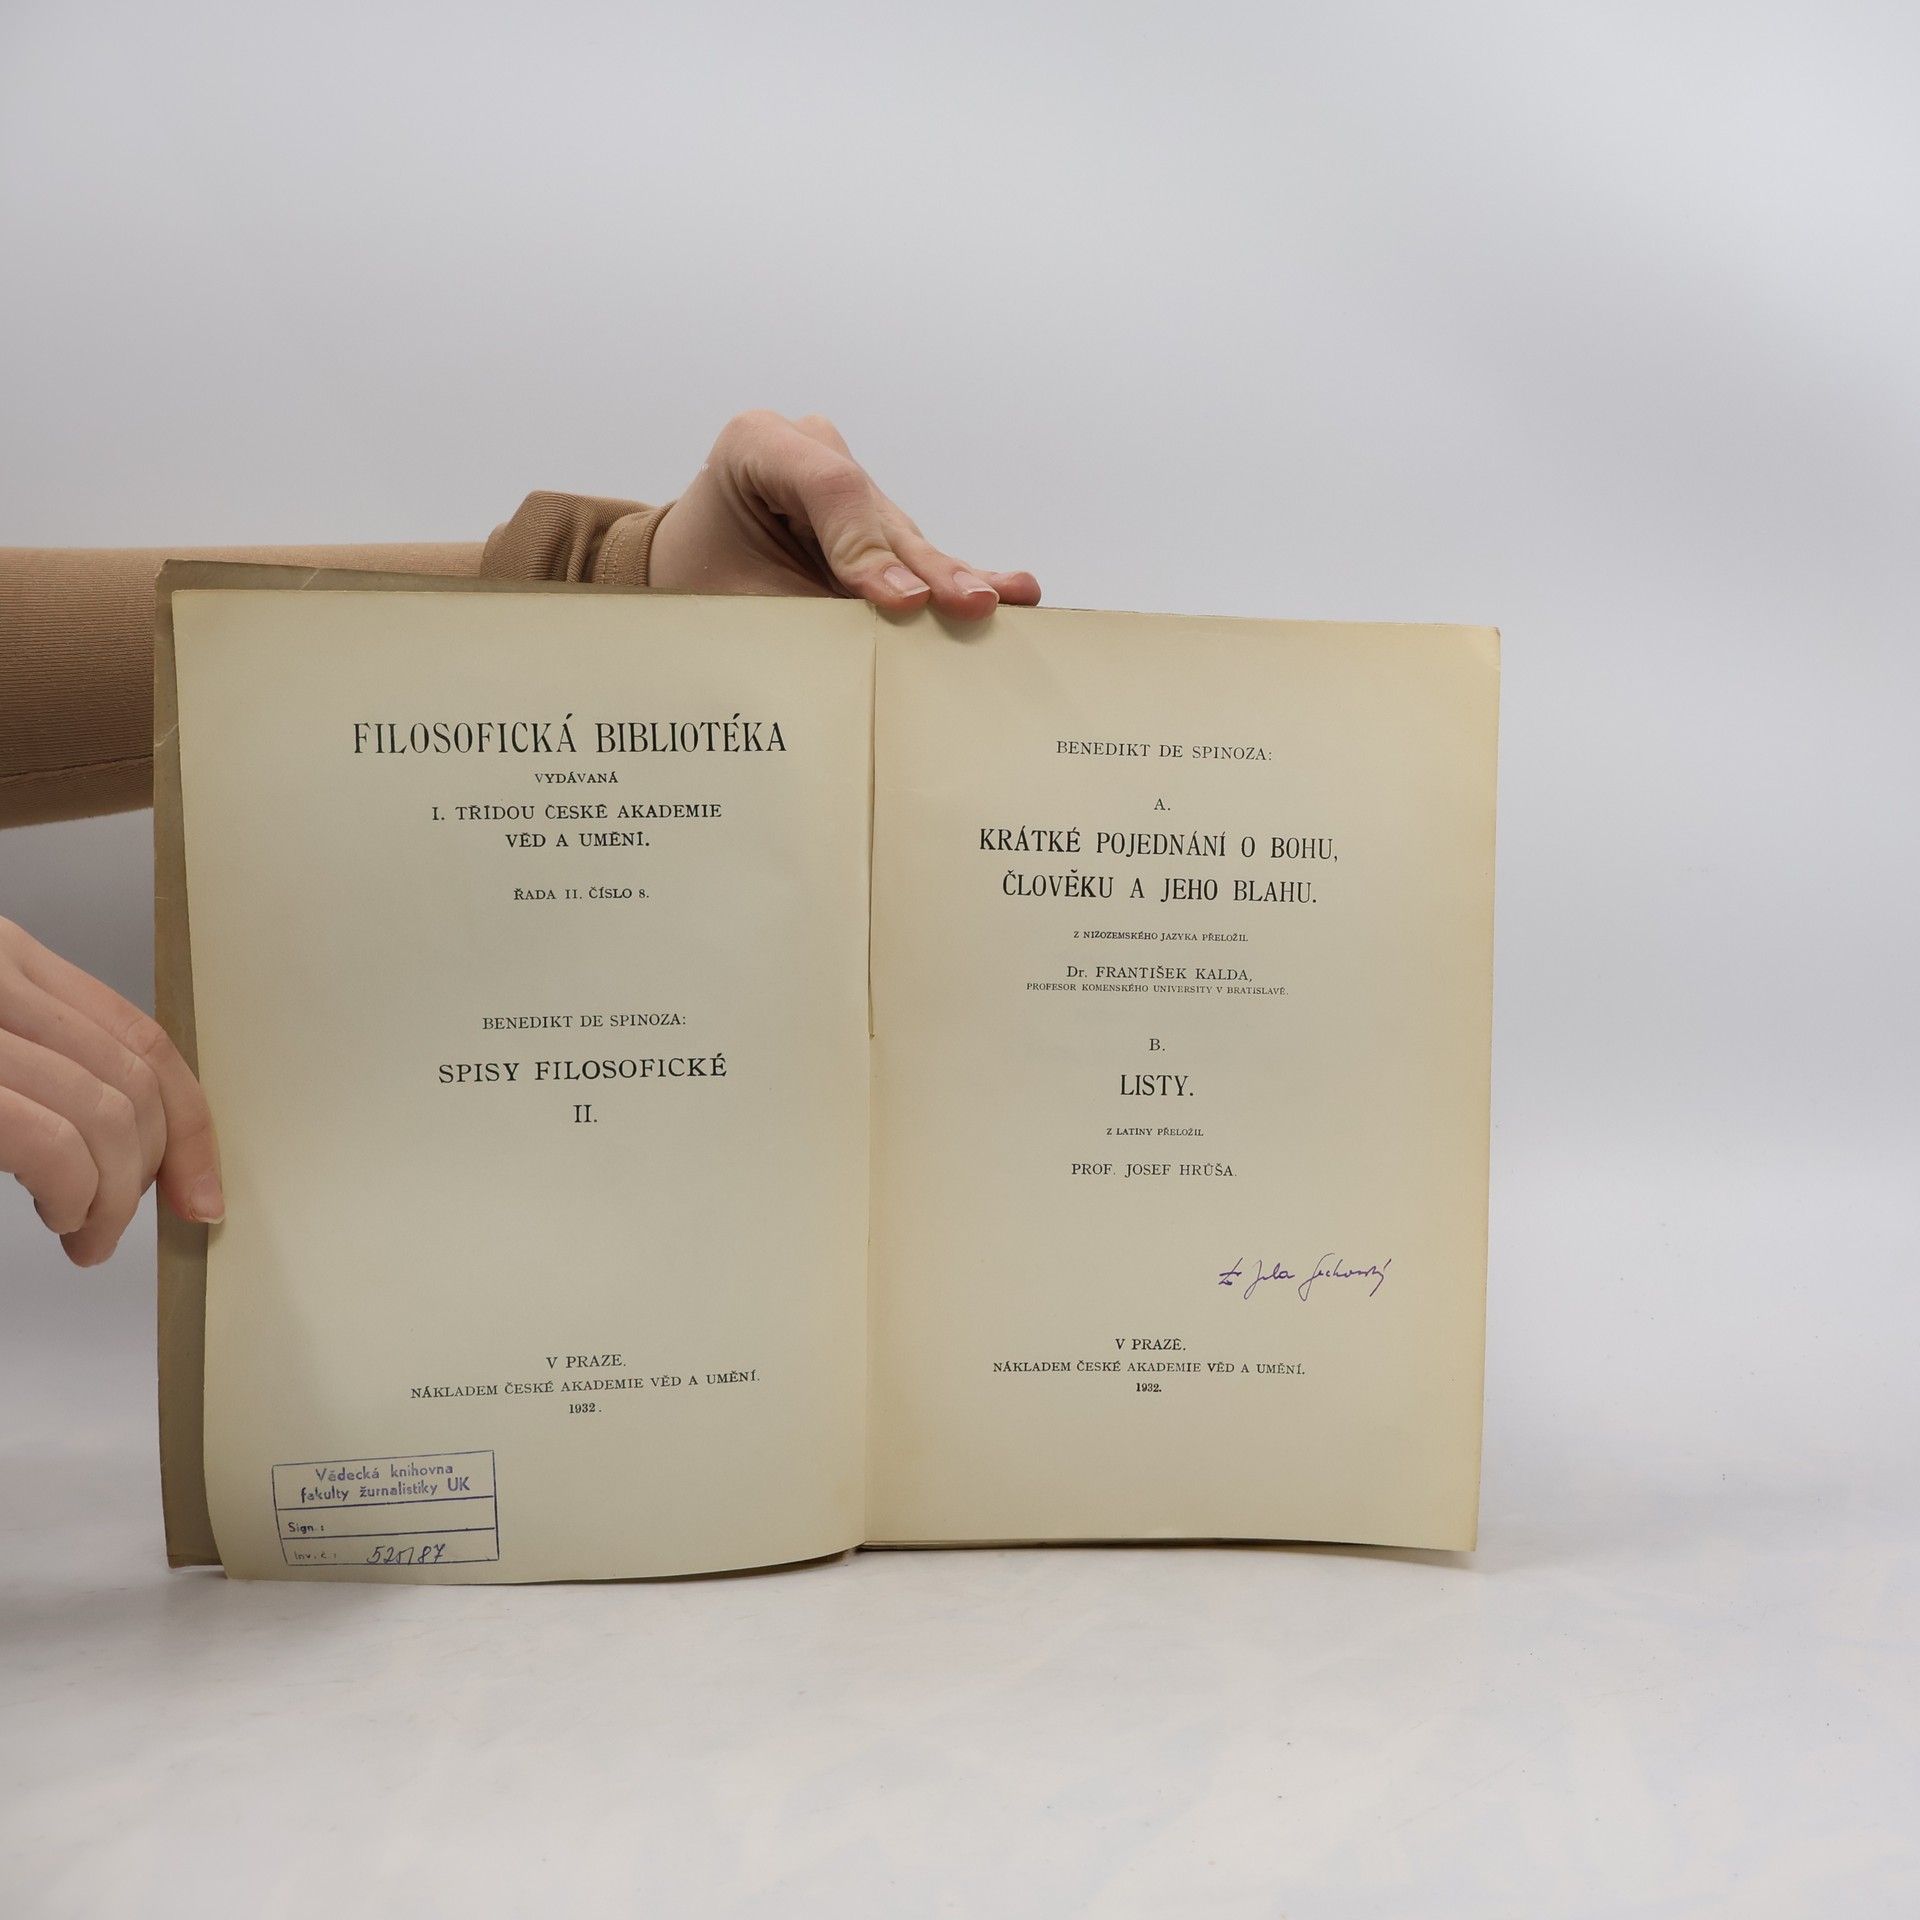 FILOSOFICKÁ BIBLIOTÉKA
VYDÁVANÁ
I. TŘÍDOU ČESKÉ AKADEMIE
VĚD A UMĚNÍ.
ŘADA II. ČÍSLO 8.
BENEDIKT DE SPINOZA:
SPISY FILOSOFICKÉ
II.
V PRAZE.
NÁKLADEM ČESKÉ AKADEMIE VĚD A UMĚNÍ.
1932.
Vědecká knihovna
fakulty žurnalistiky UK
Sign.:
Inv. č.: 525/87
BENEDIKT DE SPINOZA:
A.
KRÁTKÉ POJEDNÁNÍ O BOHU,
ČLOVĚKU A JEHO BLAHU.
Z NIZOZEMSKÉHO JAZYKA PŘELOŽIL
Dr. FRANTIŠEK KALDA,
PROFESOR KOMENSKÉHO UNIVERSITY V BRATISLAVĚ.
B.
LISTY.
Z LATINY PŘELOŽIL
PROF. JOSEF HRŮŠA.
V PRAZE.
NÁKLADEM ČESKÉ AKADEMIE VĚD A UMĚNÍ.
1932.